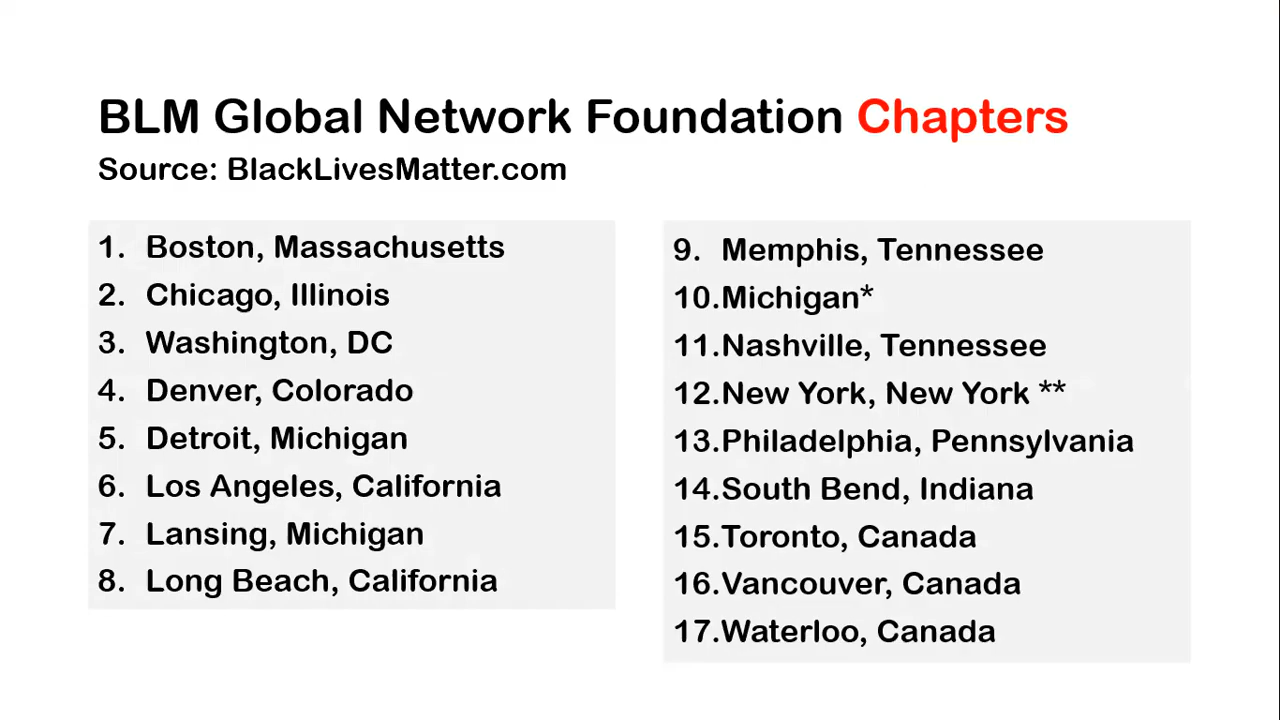 BLM Global Network Foundation Chapters
Source: BlackLivesMatter.com
1. Boston, Massachusetts
2. Chicago, Illinois
3. Washington, DC
4. Denver, Colorado
5. Detroit, Michigan
6. Los Angeles, California
7. Lansing, Michigan
8. Long Beach, California
9. Memphis, Tennessee
10.Michigan*
11.Nashville, Tennessee
12.New York, New York **
13.Philadelphia, Pennsylvania
14.South Bend, Indiana
15.Toronto, Canada
16.Vancouver, Canada
17.Waterloo, Canada